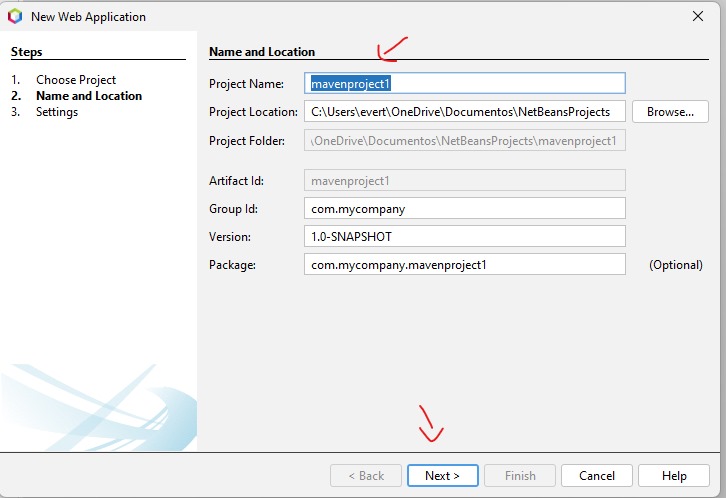 New Web Application
Steps
1. Choose Project
2. Name and Location
3. Settings
Name and Location
Project Name: mavenproject1
Project Location: C:\Users\evert\OneDrive\Documentos\NetBeansProjects Browse...
Project Folder: \OneDrive\Documentos\NetBeansProjects\mavenproject1
Artifact Id: mavenproject1
Group Id: com.mycompany
Version: 1.0-SNAPSHOT
Package: com.mycompany.mavenproject1 (Optional)
< Back Next > Finish Cancel Help